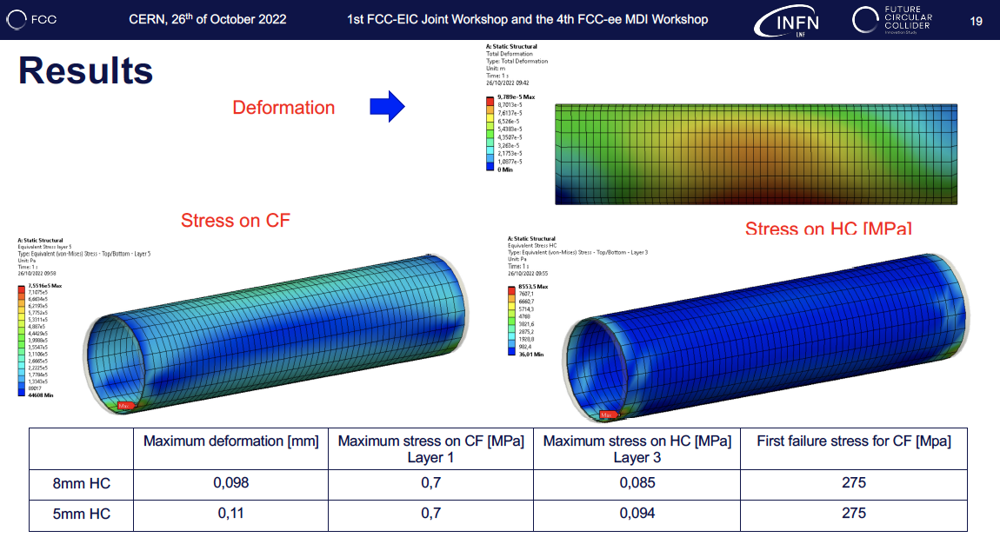 FCC
CERN, 26th of October 2022
1st FCC-EIC Joint Workshop and the 4th FCC-ee MDI Workshop
INFN
LNF
FUTURE
CIRCULAR
COLLIDER
Innovation Study
19
Results
Deformation
A: Static Structural
Total Deformation
Type: Total Deformation
Unit: m
Time: 1 s
26/10/2022 09:42
9,789e-5 Max
8,7013e-5
7,6137e-5
6,526e-5
5,4383e-5
4,3507e-5
3,263e-5
2,1753e-5
1,0877e-5
0 Min
Stress on CF
A: Static Structural
Equivalent Stress layer 5
Type: Equivalent (von-Mises) Stress - Top/Bottom - Layer 5
Unit: Pa
Time: 1 s
26/10/2022 09:58
7,5516e5 Max
7,1075e5
6,6634e5
6,2193e5
5,7752e5
5,3311e5
4,887e5
4,4429e5
3,9988e5
3,5547e5
3,1106e5
2,6665e5
2,2225e5
1,7784e5
1,3343e5
89017
44608 Min
Max
Stress on HC [MPa]
A: Static Structural
Equivalent Stress HC
Type: Equivalent (von-Mises) Stress - Top/Bottom - Layer 3
Unit: Pa
Time: 1 s
26/10/2022 09:55
8553,5 Max
7607,1
6660,7
5714,3
4768
3821,6
2875,2
1928,8
982,4
36,01 Min
Max
Maximum deformation [mm]
Maximum stress on CF [MPa]
Layer 1
Maximum stress on HC [MPa]
Layer 3
First failure stress for CF [Mpa]
8mm HC
0,098
0,7
0,085
275
5mm HC
0,11
0,7
0,094
275